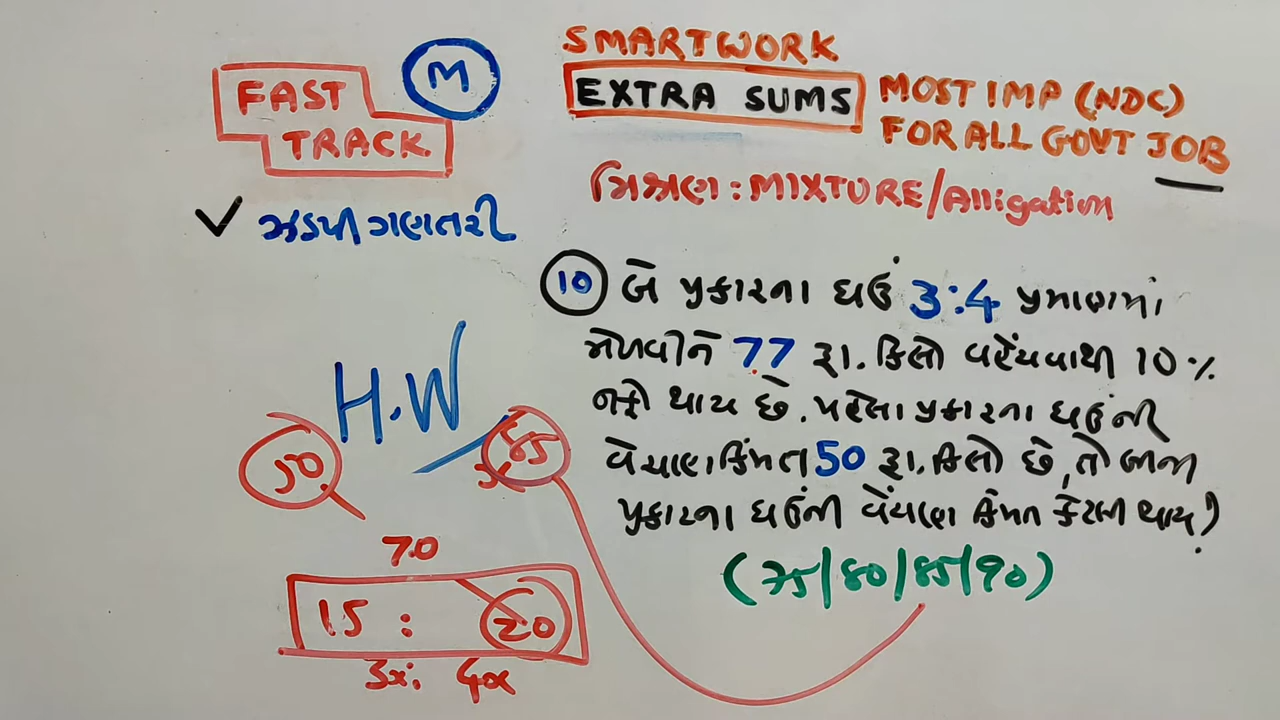 FAST
TRACK
M
✓ ઝડપી ગણતરી
SMARTWORK
EXTRA SUMS
MOST IMP (NDC)
FOR ALL GOVT JOB
મિશ્રણ : MIXTURE/Alligation
10 બે પ્રકારના ઘઉં 3:4 પ્રમાણમાં
મેળવીને 77 રૂા. કિલો વહેંચવાથી 10%
નફો થાય છે. પહેલા પ્રકારના ઘઉંની
વેચાણ કિંમત 50 રૂા. કિલો છે, તો બીજા
પ્રકારના ઘઉંની વેંચાણ કિંમત કેટલી થાય?
(75/80/85/90)
H.W
50
85
70
15 : 20
3x: 4x